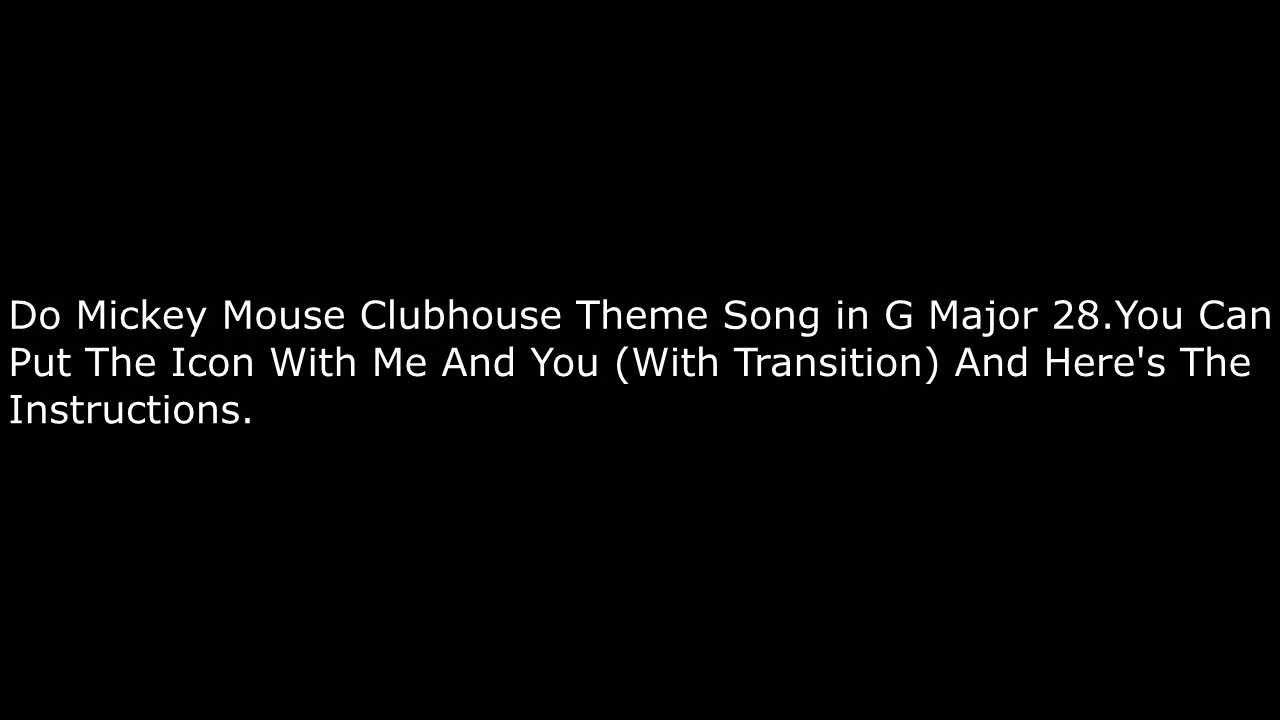 Do Mickey Mouse Clubhouse Theme Song in G Major 28.You Can
Put The Icon With Me And You (With Transition) And Here's The
Instructions.